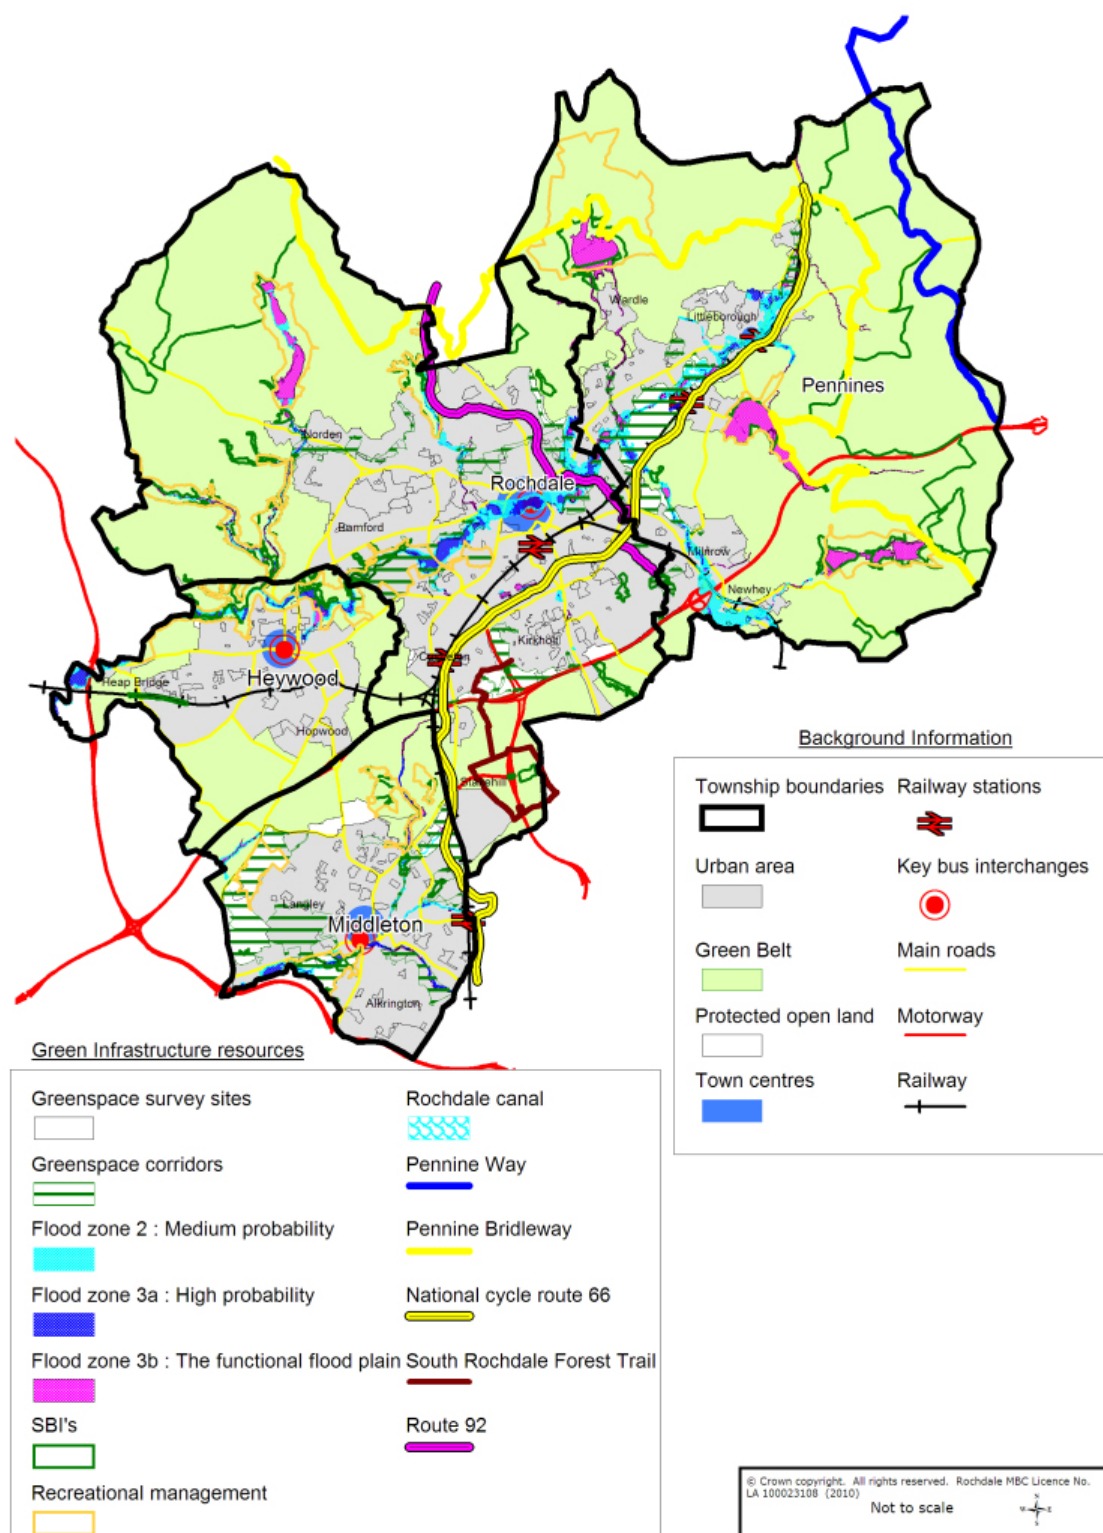 Wardle
Littleborough
Pennines
Norden
Rochdale
Bamford
Milnrow
Newhey
Kirkholt
Heap Bridge
Heywood
Hopwood
Slattocks
Langley
Middleton
Alkrington
Background Information
Township boundaries
Railway stations
Urban area
Key bus interchanges
Green Belt
Main roads
Protected open land
Motorway
Town centres
Railway
Green Infrastructure resources
Greenspace survey sites
Rochdale canal
Greenspace corridors
Pennine Way
Flood zone 2 : Medium probability
Pennine Bridleway
Flood zone 3a : High probability
National cycle route 66
Flood zone 3b : The functional flood plain
South Rochdale Forest Trail
SBI's
Route 92
Recreational management
© Crown copyright. All rights reserved. Rochdale MBC Licence No.
LA 100023108 (2010)
Not to scale